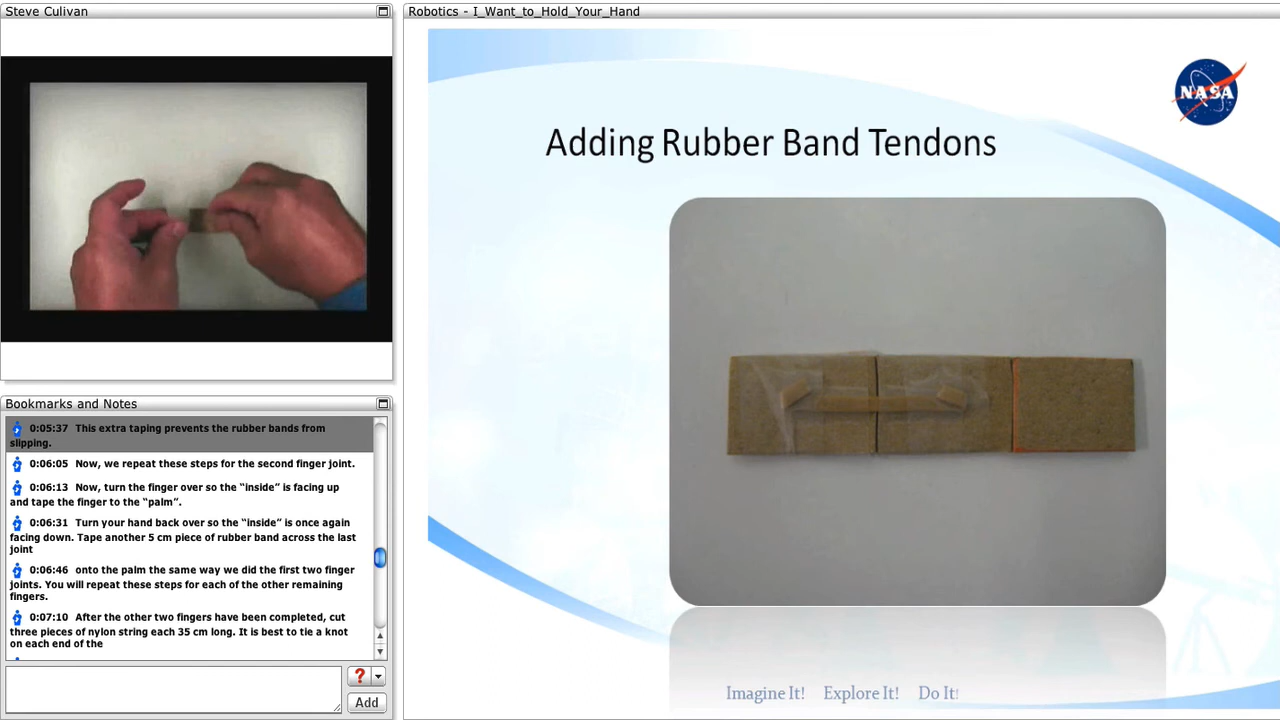 Steve Culivan
Robotics - I_Want_to_Hold_Your_Hand
NASA
Adding Rubber Band Tendons
Imagine It! Explore It! Do It!
Bookmarks and Notes
0:05:37 This extra taping prevents the rubber bands from
slipping.
0:06:05 Now, we repeat these steps for the second finger joint.
0:06:13 Now, turn the finger over so the “inside” is facing up
and tape the finger to the “palm”.
0:06:31 Turn your hand back over so the “inside” is once again
facing down. Tape another 5 cm piece of rubber band across the last
joint
0:06:46 onto the palm the same way we did the first two finger
joints. You will repeat these steps for each of the other remaining
fingers.
0:07:10 After the other two fingers have been completed, cut
three pieces of nylon string each 35 cm long. It is best to tie a knot
on each end of the
?
Add